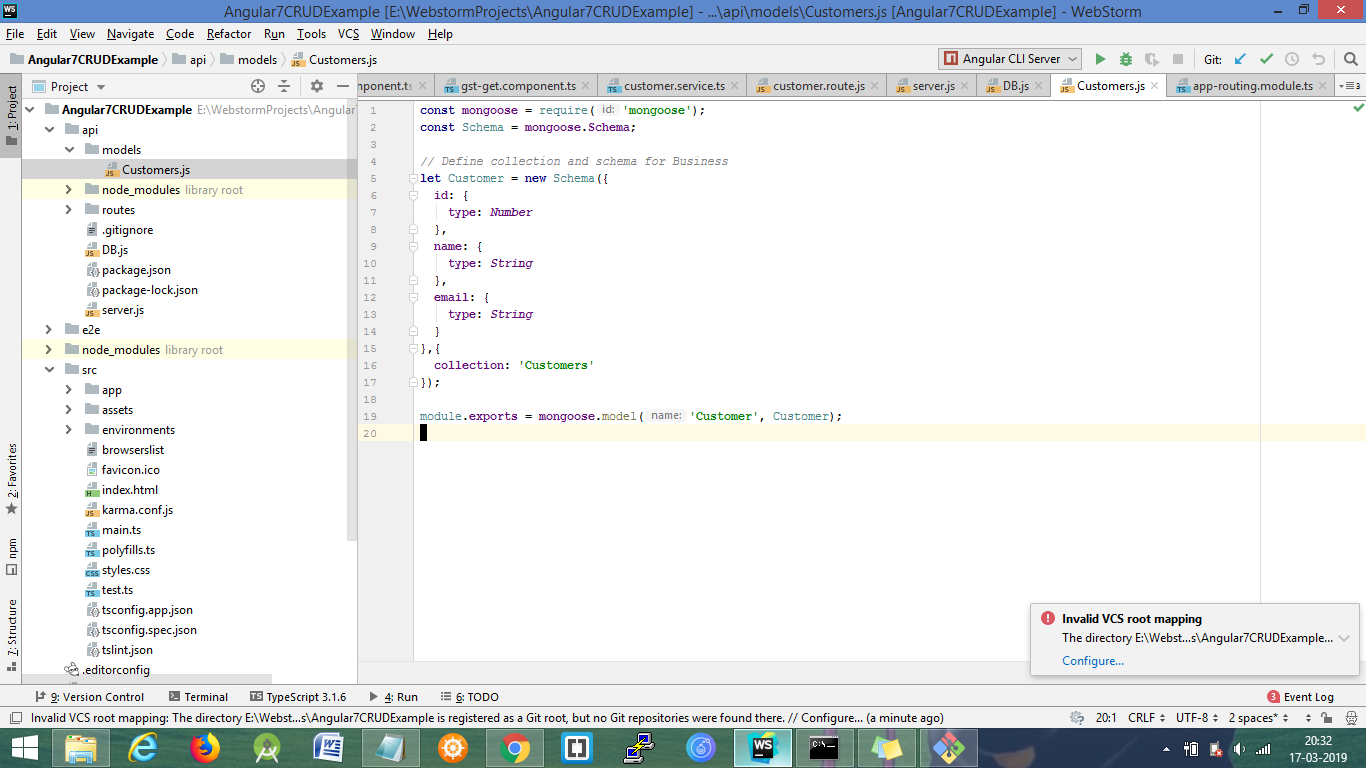 WS Angular7CRUDExample [E:\WebstormProjects\Angular7CRUDExample] - ...\api\models\Customers.js [Angular7CRUDExample] - WebStorm
File Edit View Navigate Code Refactor Run Tools VCS Window Help
Angular7CRUDExample api models Customers.js Angular CLI Server Git:
Project nponent.ts gst-get.component.ts customer.service.ts customer.route.js server.js DB.js Customers.js app-routing.module.ts 3
1: Project
2: Favorites
npm
7: Structure
Angular7CRUDExample E:\WebstormProjects\Angular
api
models
Customers.js
node_modules library root
routes
.gitignore
DB.js
package.json
package-lock.json
server.js
e2e
node_modules library root
src
app
assets
environments
browserslist
favicon.ico
index.html
karma.conf.js
main.ts
polyfills.ts
styles.css
test.ts
tsconfig.app.json
tsconfig.spec.json
tslint.json
.editorconfig
1 const mongoose = require( id: 'mongoose');
2 const Schema = mongoose.Schema;
3
4 // Define collection and schema for Business
5 let Customer = new Schema({
6 id: {
7 type: Number
8 },
9 name: {
10 type: String
11 },
12 email: {
13 type: String
14 }
15 },{
16 collection: 'Customers'
17 });
18
19 module.exports = mongoose.model( name: 'Customer', Customer);
20
Invalid VCS root mapping
The directory E:\Webst...s\Angular7CRUDExample...
Configure...
9: Version Control Terminal TypeScript 3.1.6 4: Run 6: TODO 3 Event Log
Invalid VCS root mapping: The directory E:\Webst...s\Angular7CRUDExample is registered as a Git root, but no Git repositories were found there. // Configure... (a minute ago) 20:1 CRLF UTF-8 2 spaces*
WS
20:32
17-03-2019